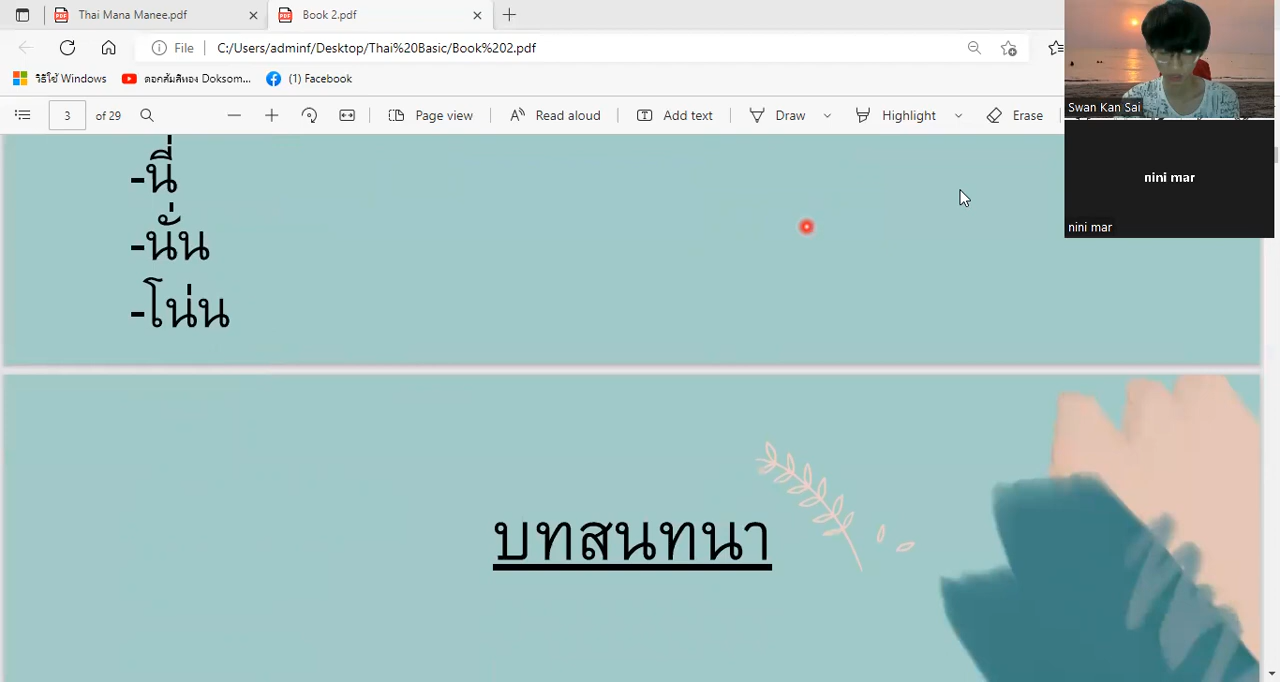 Thai Mana Manee.pdf
Book 2.pdf
File
C:/Users/adminf/Desktop/Thai%20Basic/Book%202.pdf
วิธีใช้ Windows
ดอกส้มสีทอง Doksom...
(1) Facebook
3
of 29
Page view
Read aloud
Add text
Draw
Highlight
Erase
Swan Kan Sai
nini mar
nini mar
-นี่
-นั่น
-โน่น
บทสนทนา